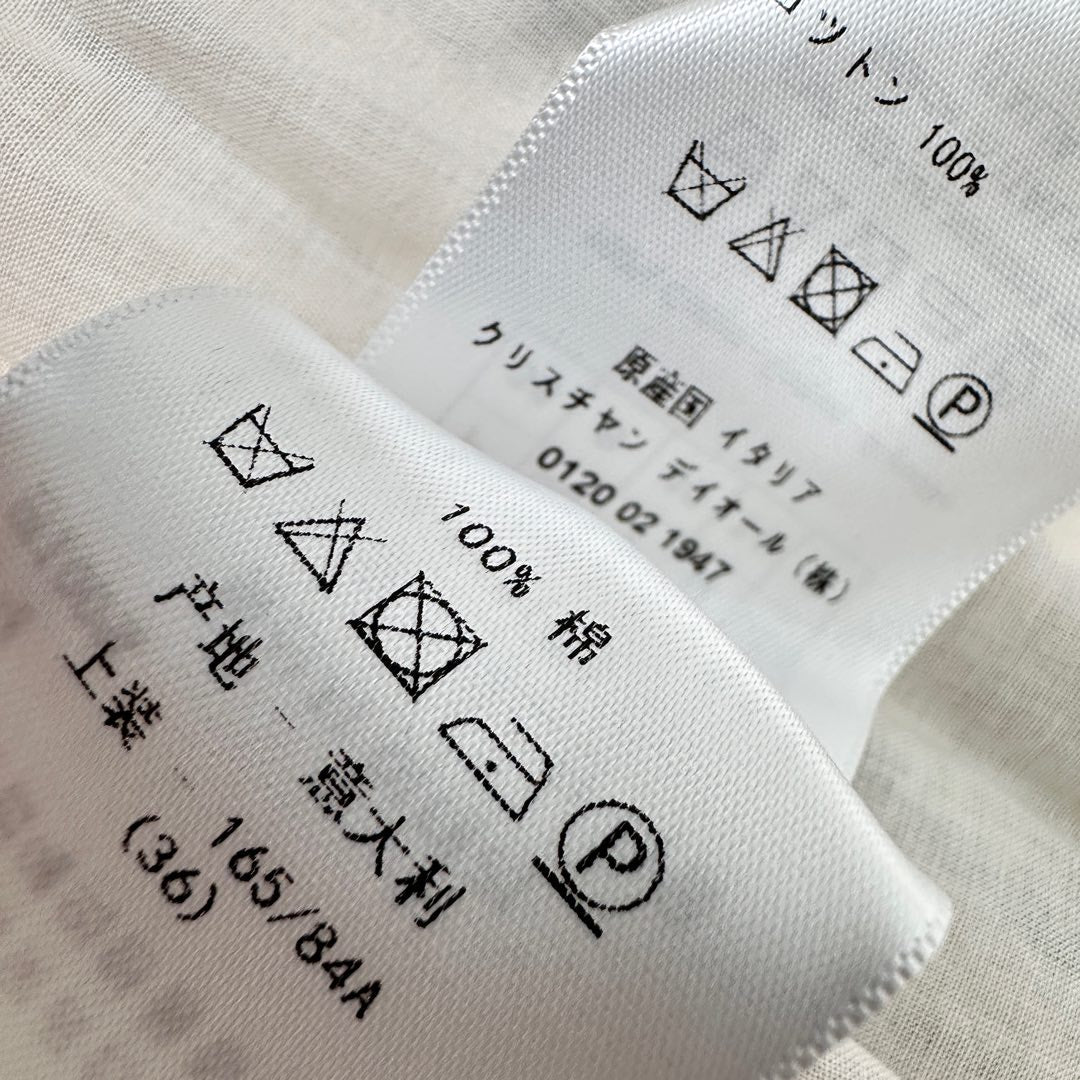 コットン 100%
原産国 イタリア
クリスチャン ディオール (株)
0120 02 1947
100% 棉
产地 意大利
上装 165/84A
(36)